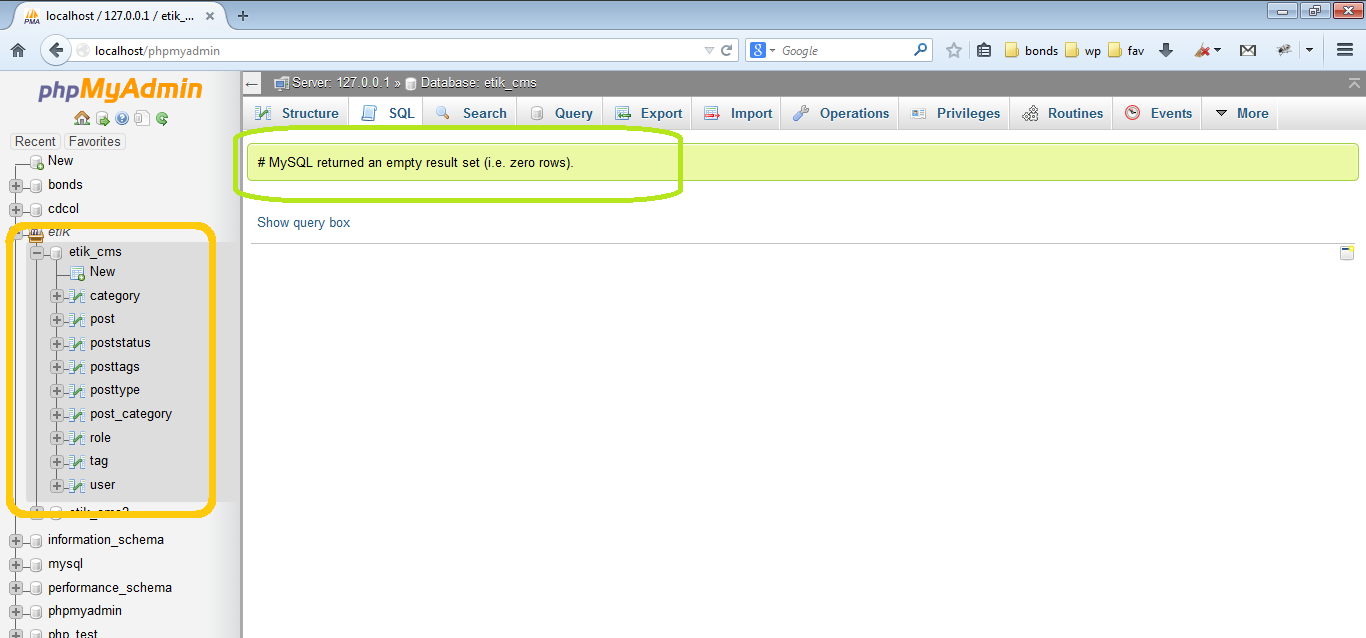 localhost / 127.0.0.1 / etik_...
localhost/phpmyadmin
Google
bonds wp fav
phpMyAdmin
Recent Favorites
New
bonds
cdcol
etik
etik_cms
New
category
post
poststatus
posttags
posttype
post_category
role
tag
user
etik_cms2
information_schema
mysql
performance_schema
phpmyadmin
php_test
Server: 127.0.0.1 » Database: etik_cms
Structure SQL Search Query Export Import Operations Privileges Routines Events More
# MySQL returned an empty result set (i.e. zero rows).
Show query box